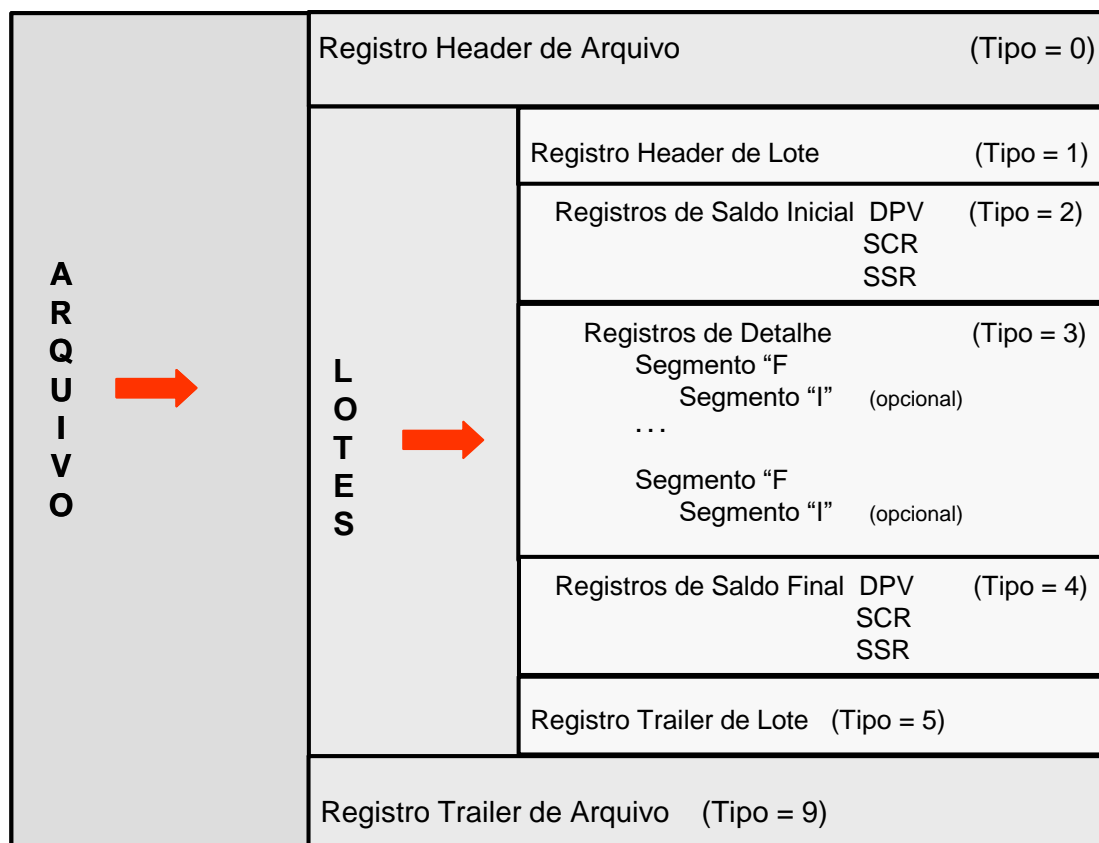 Registro Header de Arquivo (Tipo = 0)
ARQUIVO
LOTES
Registro Header de Lote (Tipo = 1)
Registros de Saldo Inicial DPV (Tipo = 2)
SCR
SSR
Registros de Detalhe (Tipo = 3)
Segmento “F
Segmento “I” (opcional)
. . .
Segmento “F
Segmento “I” (opcional)
Registros de Saldo Final DPV (Tipo = 4)
SCR
SSR
Registro Trailer de Lote (Tipo = 5)
Registro Trailer de Arquivo (Tipo = 9)